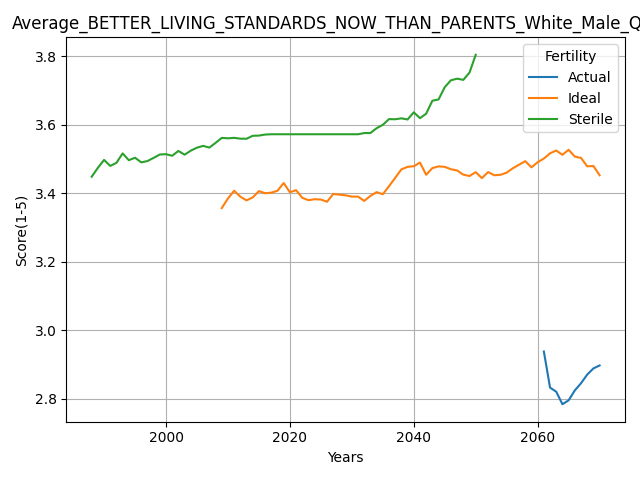 Average_BETTER_LIVING_STANDARDS_NOW_THAN_PARENTS_White_Male_Q
Fertility
Actual
Ideal
Sterile
Score(1-5)
3.8
3.6
3.4
3.2
3.0
2.8
2000
2020
2040
2060
Years